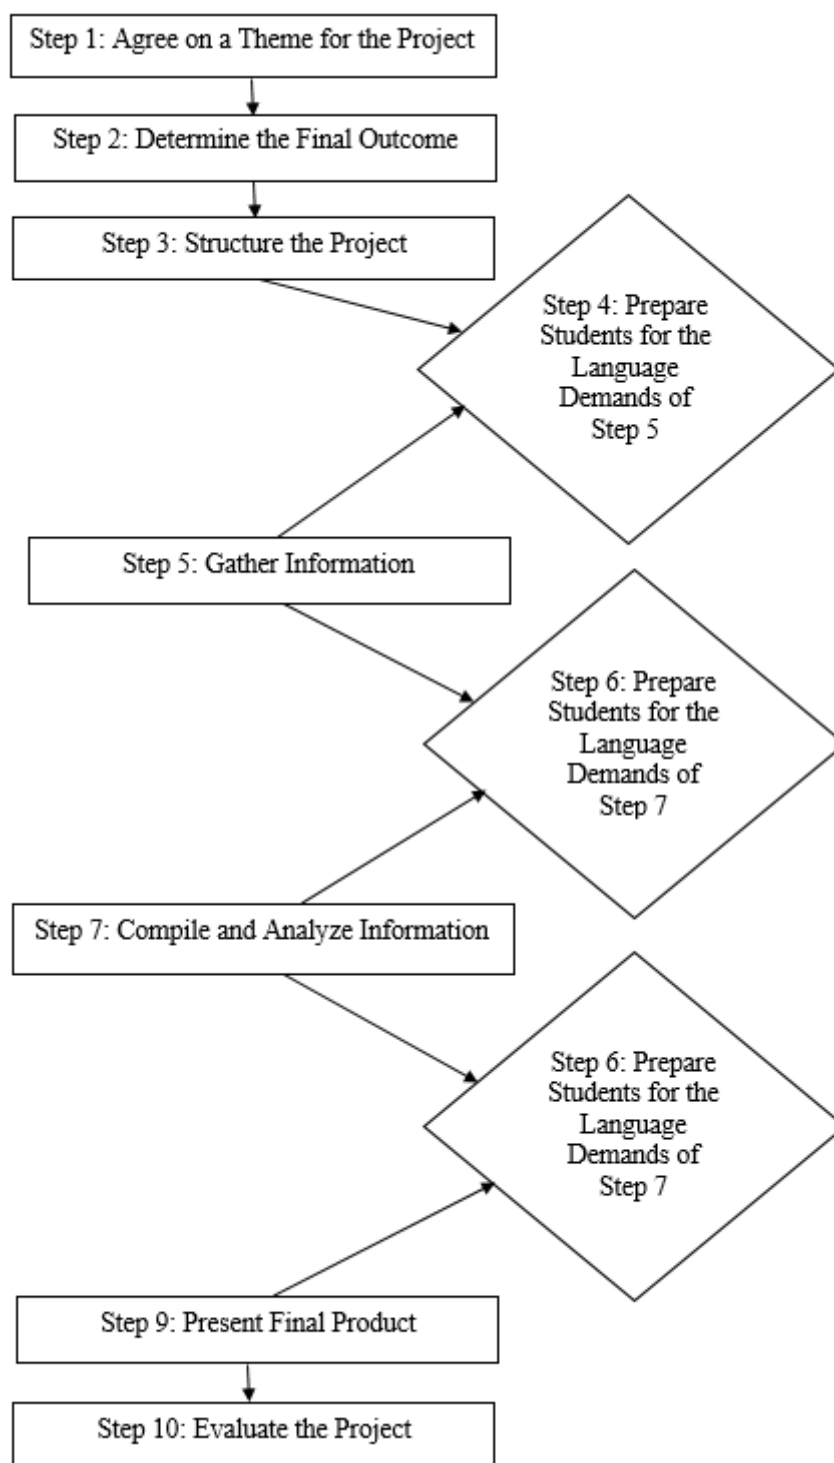 Step 1: Agree on a Theme for the Project
Step 2: Determine the Final Outcome
Step 3: Structure the Project
Step 4: Prepare
Students for the
Language
Demands of
Step 5
Step 5: Gather Information
Step 6: Prepare
Students for the
Language
Demands of
Step 7
Step 7: Compile and Analyze Information
Step 6: Prepare
Students for the
Language
Demands of
Step 7
Step 9: Present Final Product
Step 10: Evaluate the Project